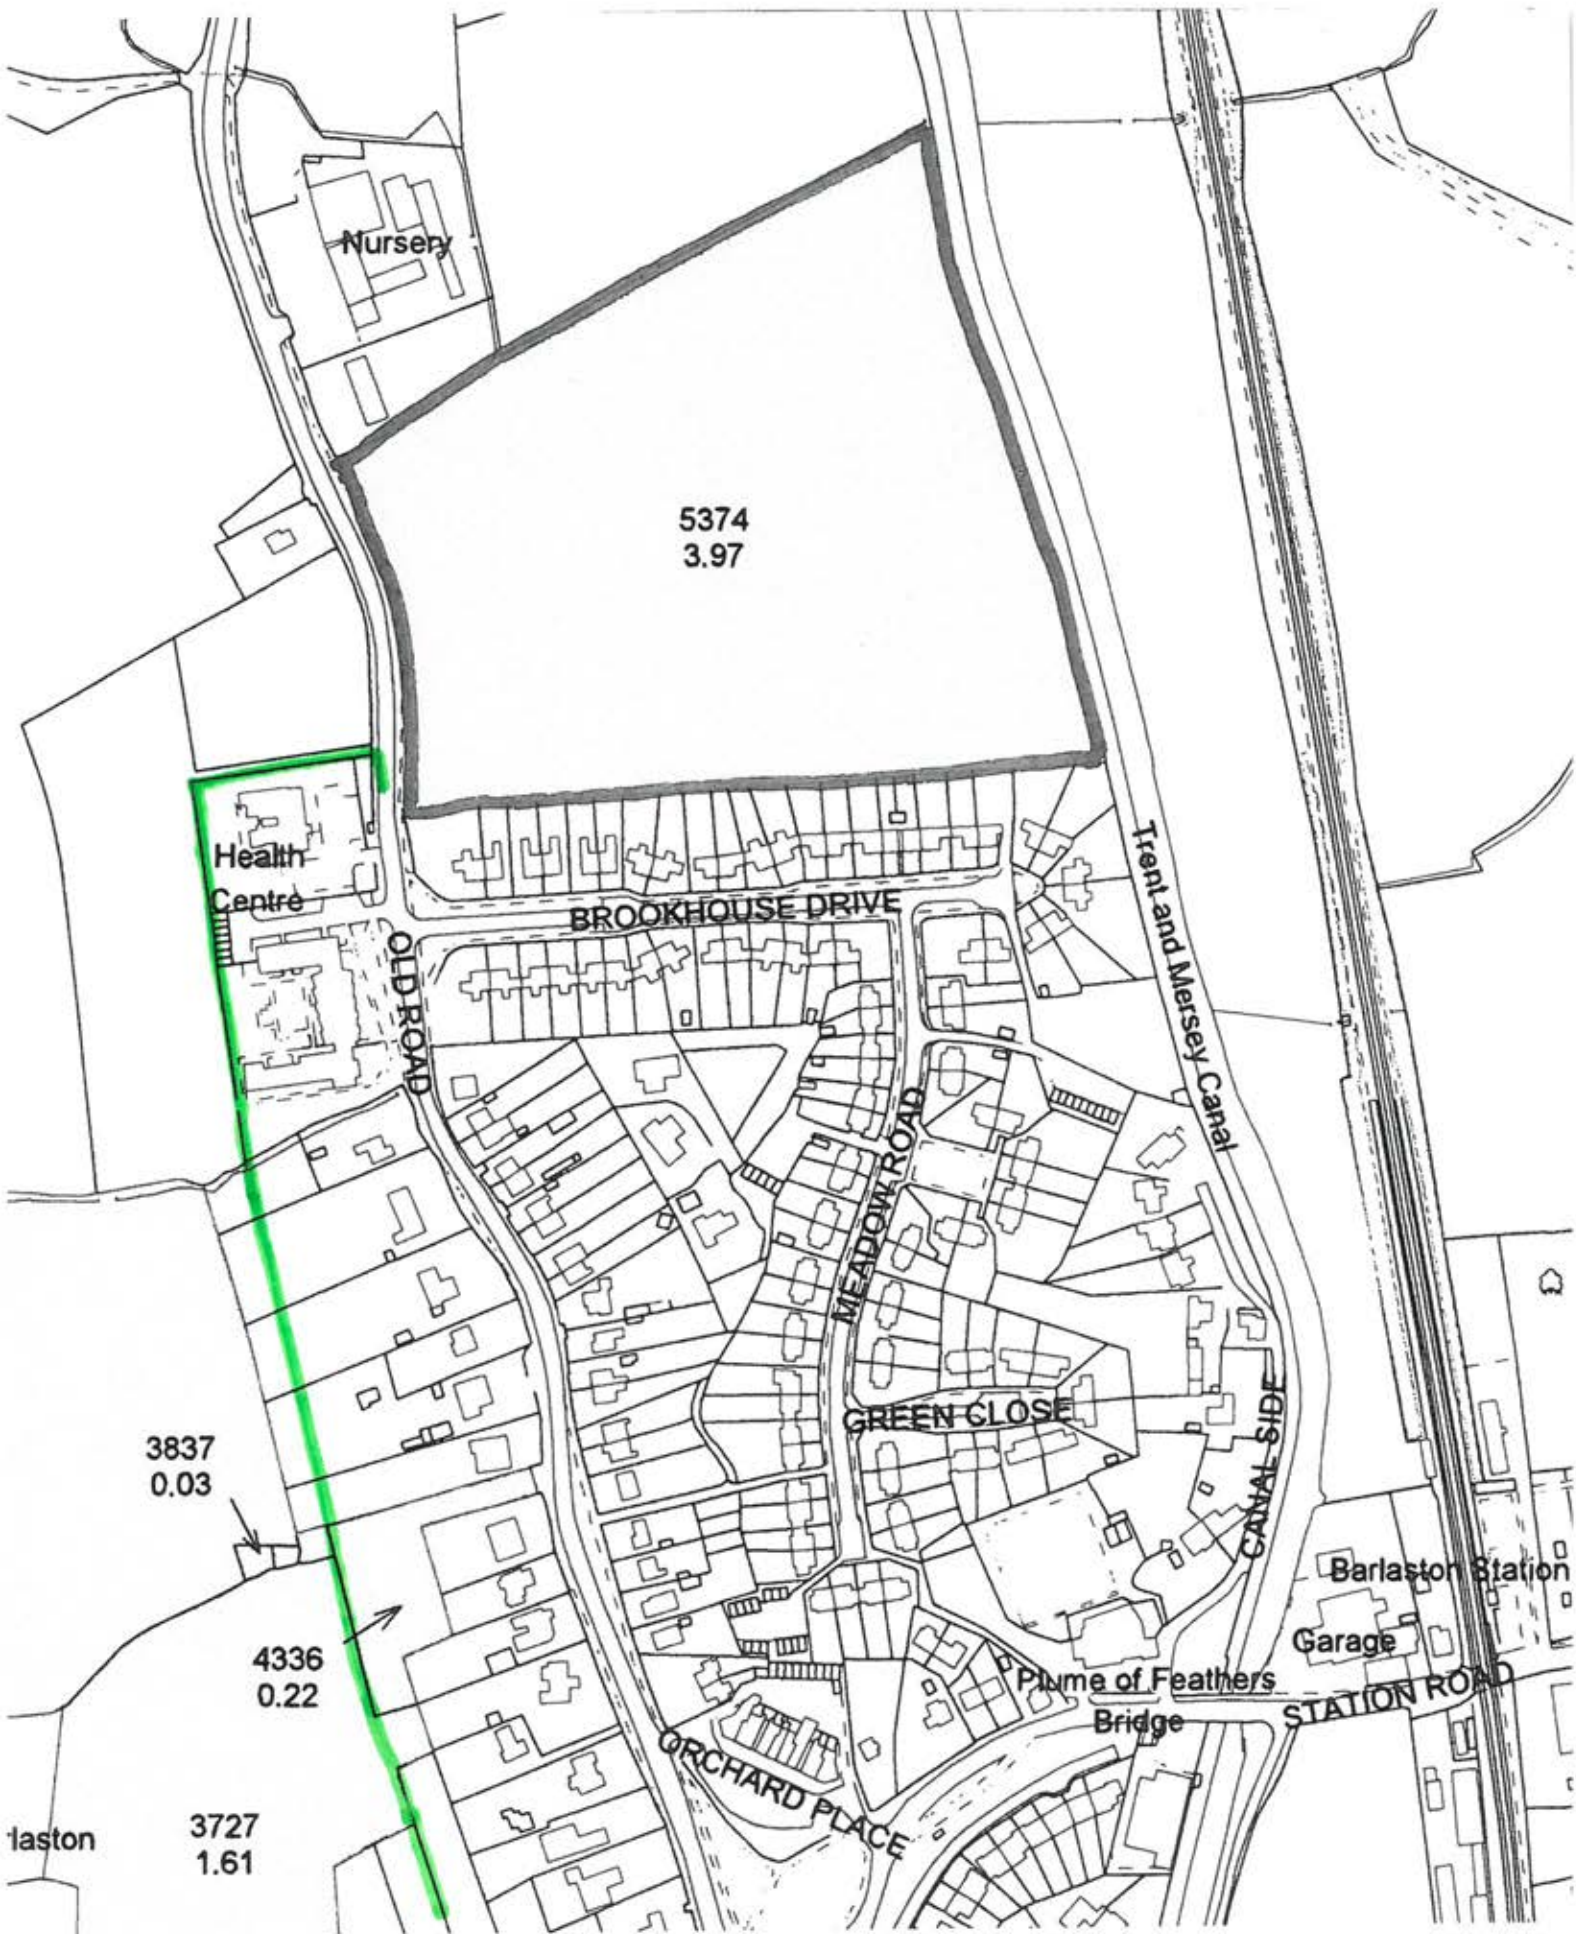 Nursery
5374
3.97
Health
Centre
BROOKHOUSE DRIVE
Trent and Mersey Canal
OLD ROAD
MEADOW ROAD
GREEN CLOSE
CANAL SIDE
3837
0.03
Barlaston Station
Garage
4336
0.22
Plume of Feathers
Bridge
STATION ROAD
ORCHARD PLACE
laston
3727
1.61